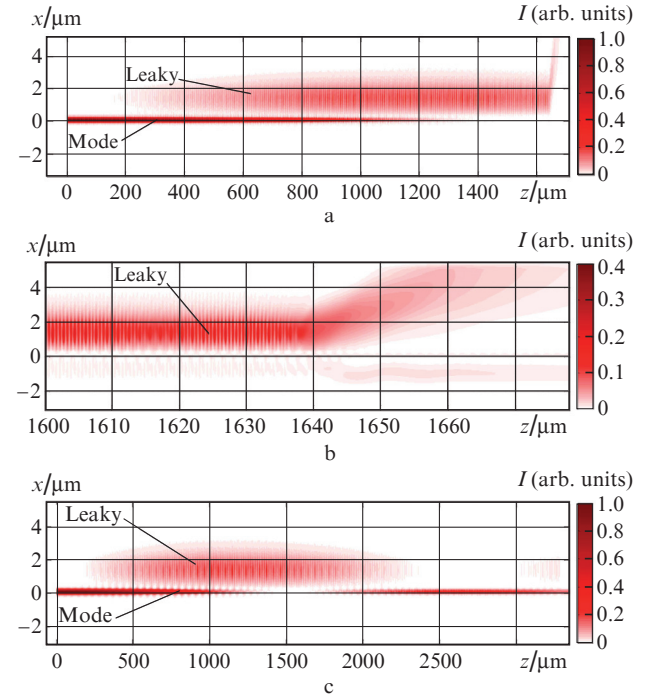 x/μm
I (arb. units)
4
2
0
−2
Leaky
Mode
1.0
0.8
0.6
0.4
0.2
0
0 200 400 600 800 1000 1200 1400 z/μm
a
x/μm
I (arb. units)
4
2
0
−2
Leaky
0.4
0.3
0.2
0.1
0
1600 1610 1620 1630 1640 1650 1660 z/μm
b
x/μm
I (arb. units)
4
2
0
−2
Leaky
Mode
1.0
0.8
0.6
0.4
0.2
0
0 500 1000 1500 2000 2500 z/μm
c